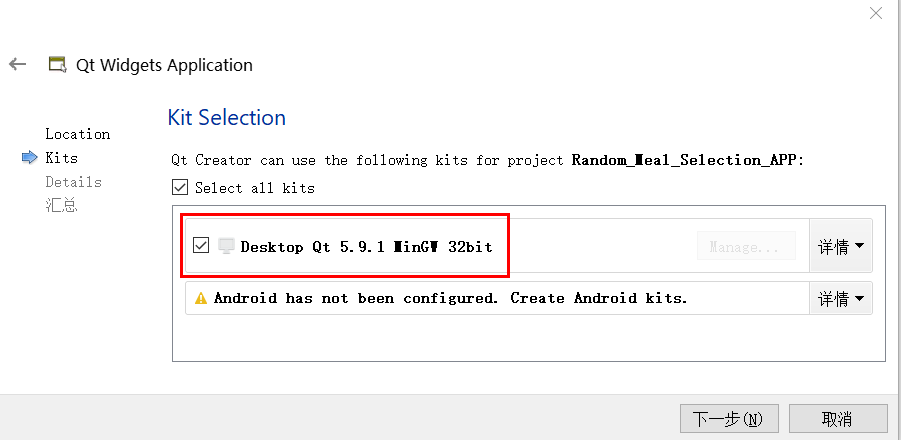 Qt Widgets Application
Location
Kits
Details
汇总
Kit Selection
Qt Creator can use the following kits for project Random_Meal_Selection_APP:
Select all kits
Desktop Qt 5.9.1 MinGW 32bit
Manage...
详情
Android has not been configured. Create Android kits.
详情
下一步(N)
取消